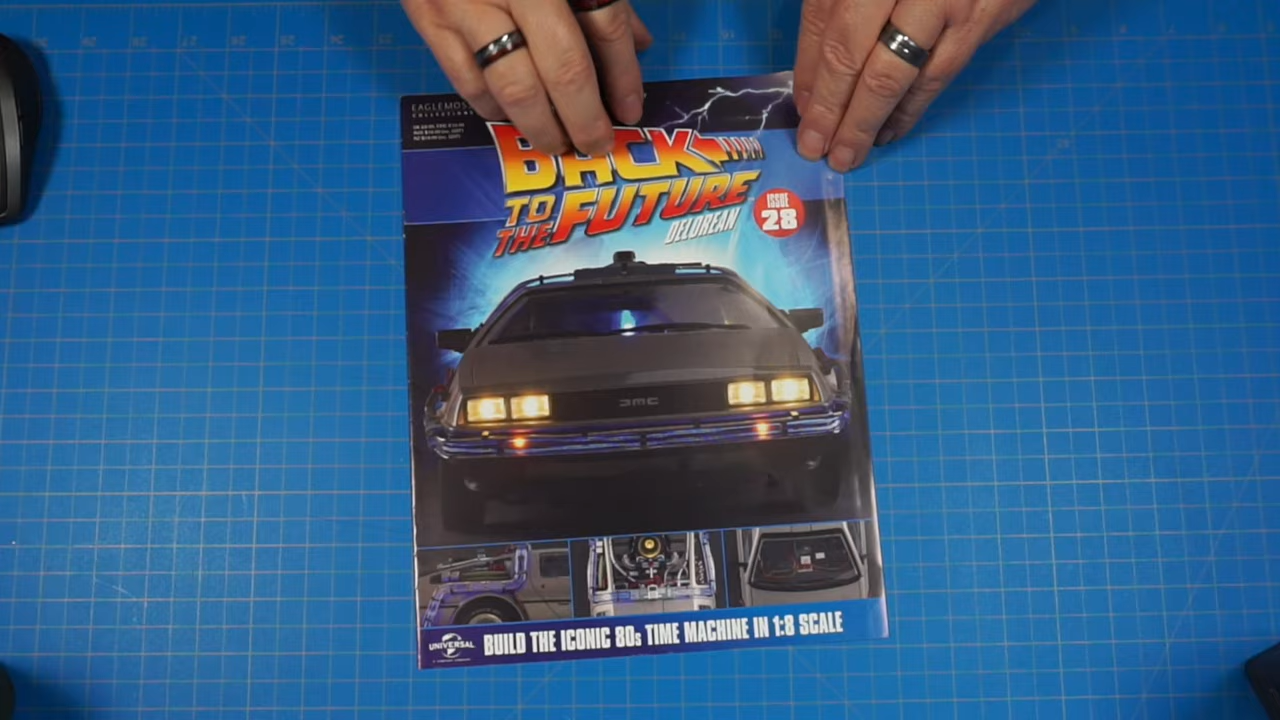 EAGLEMOSS
COLLECTIONS
BACK
TO THE FUTURE
DELOREAN
ISSUE
28
DMC
UNIVERSAL
BUILD THE ICONIC 80s TIME MACHINE IN 1:8 SCALE